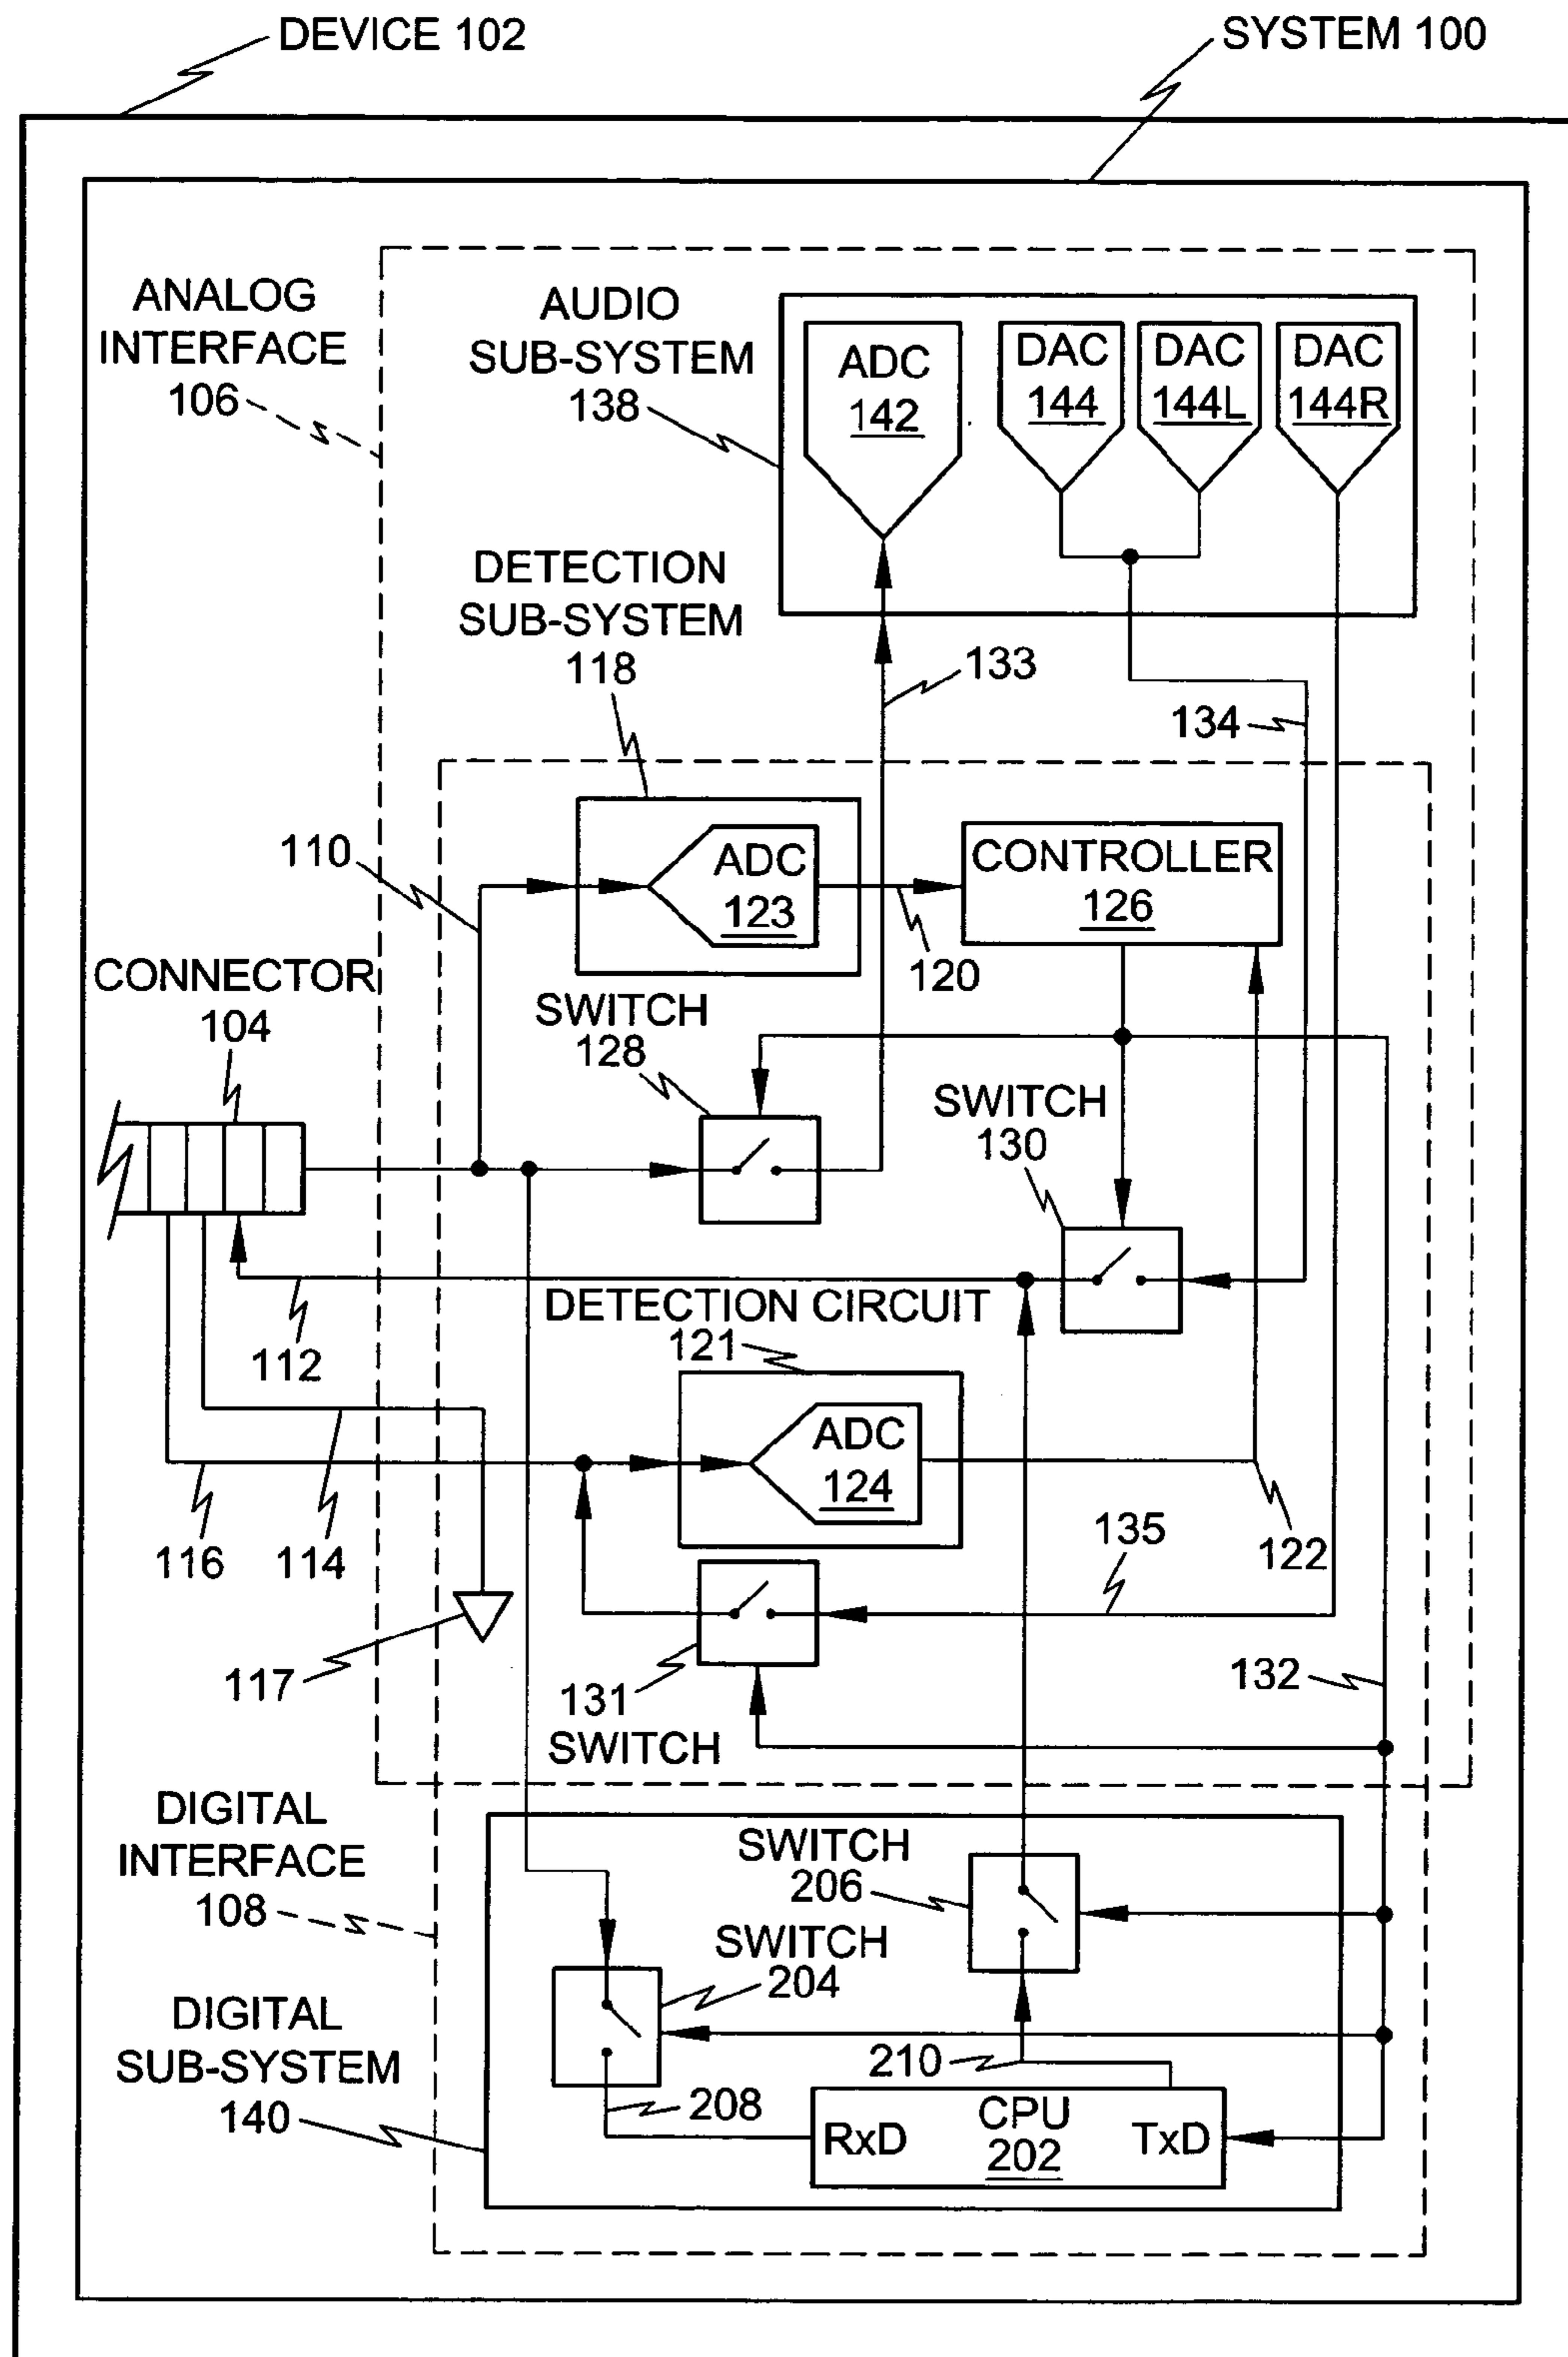 DEVICE 102
SYSTEM 100
ANALOG
INTERFACE
106
AUDIO
SUB-SYSTEM
138
ADC
142
DAC
144
DAC
144L
DAC
144R
DETECTION
SUB-SYSTEM
118
133
134
110
ADC
123
CONTROLLER
126
120
CONNECTOR
104
SWITCH
128
SWITCH
130
112
DETECTION CIRCUIT
121
ADC
124
116
114
135
122
117
131
SWITCH
132
DIGITAL
INTERFACE
108
SWITCH
206
SWITCH
204
DIGITAL
SUB-SYSTEM
140
210
208
RxD
CPU
202
TxD